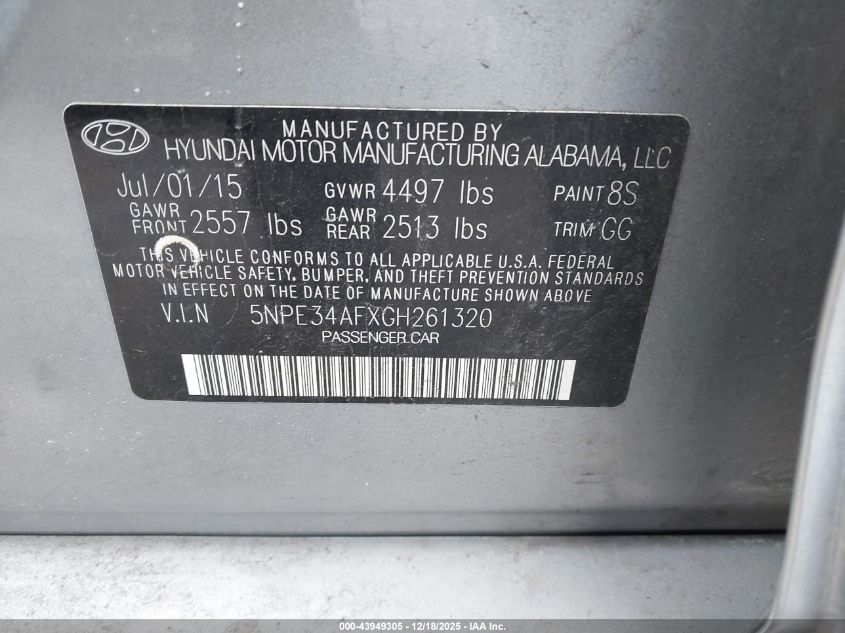 MANUFACTURED BY
HYUNDAI MOTOR MANUFACTURING ALABAMA, LLC
Jul/01/15 GVWR 4497 lbs PAINT 8S
GAWR FRONT 2557 lbs GAWR REAR 2513 lbs TRIM GG
THIS VEHICLE CONFORMS TO ALL APPLICABLE U.S.A. FEDERAL
MOTOR VEHICLE SAFETY, BUMPER, AND THEFT PREVENTION STANDARDS
IN EFFECT ON THE DATE OF MANUFACTURE SHOWN ABOVE
V.I.N 5NPE34AFXGH261320
PASSENGER CAR
000-43949305 - 12/18/2025 - IAA Inc.